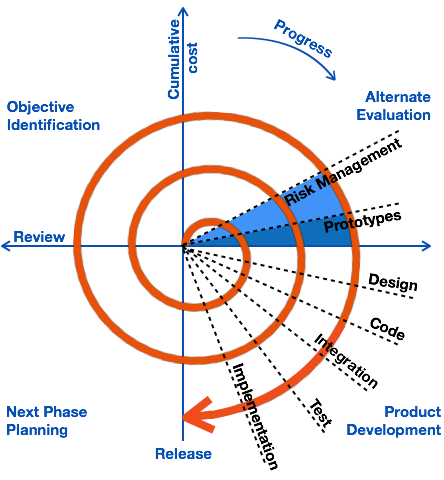 Cumulative
cost
Progress
Objective
Identification
Alternate
Evaluation
Risk Management
Prototypes
Review
Design
Code
Integration
Test
Implementation
Next Phase
Planning
Product
Development
Release